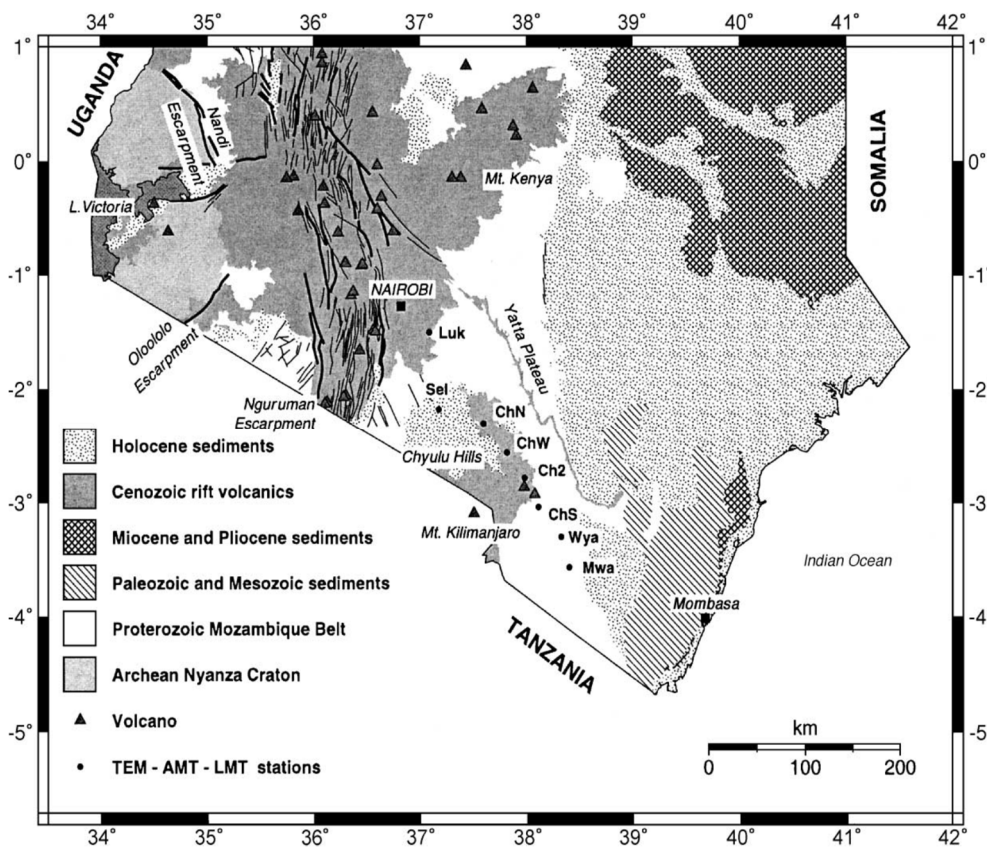 34° 35° 36° 37° 38° 39° 40° 41° 42°
1° 1°
UGANDA
Nandi
Escarpment
SOMALIA
0° 0°
Mt. Kenya
L.Victoria
-1° -1
NAIROBI
Luk
Yatta Plateau
Oloololo
Escarpment
-2° -2
Sel
Nguruman
Escarpment
ChN
ChW
Holocene sediments
Chyulu Hills
Ch2
Cenozoic rift volcanics
-3° -3
ChS
Mt. Kilimanjaro
Miocene and Pliocene sediments
Wya
Indian Ocean
Mwa
Paleozoic and Mesozoic sediments
Mombasa
-4° -4
Proterozoic Mozambique Belt
TANZANIA
Archean Nyanza Craton
Volcano
-5° -5
km
TEM - AMT - LMT stations
0 100 200
34° 35° 36° 37° 38° 39° 40° 41° 42°